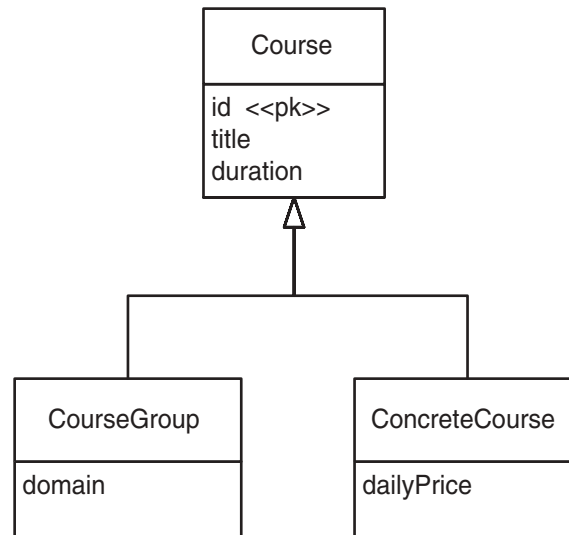 Course
id <<pk>>
title
duration
CourseGroup
domain
ConcreteCourse
dailyPrice